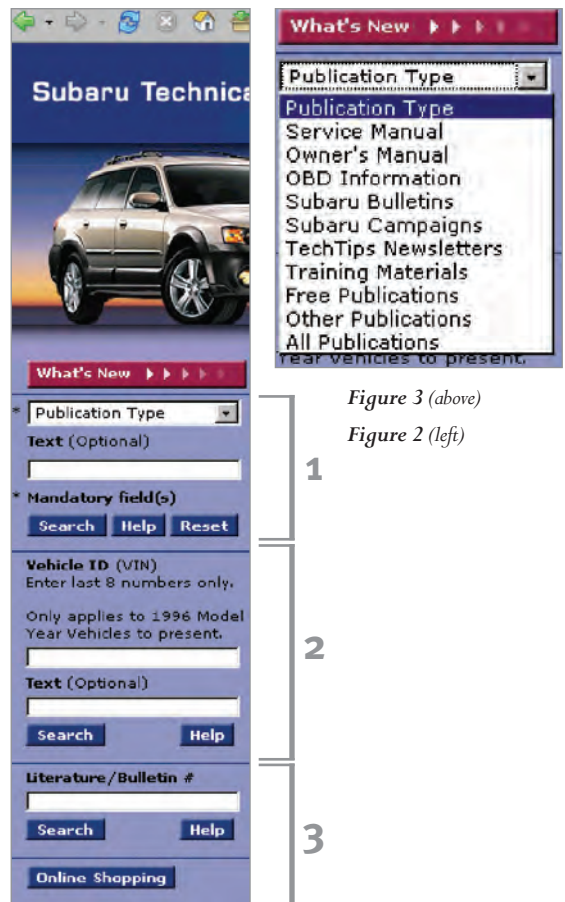 Subaru Technica
What's New
* Publication Type
Text (Optional)
* Mandatory field(s)
Search Help Reset
Vehicle ID (VIN)
Enter last 8 numbers only.
Only applies to 1996 Model
Year Vehicles to present.
Text (Optional)
Search Help
Literature/Bulletin #
Search Help
Online Shopping
What's New
Publication Type
Publication Type
Service Manual
Owner's Manual
OBD Information
Subaru Bulletins
Subaru Campaigns
TechTips Newsletters
Training Materials
Free Publications
Other Publications
All Publications
Year Vehicles to present.
Figure 3 (above)
Figure 2 (left)
1
2
3